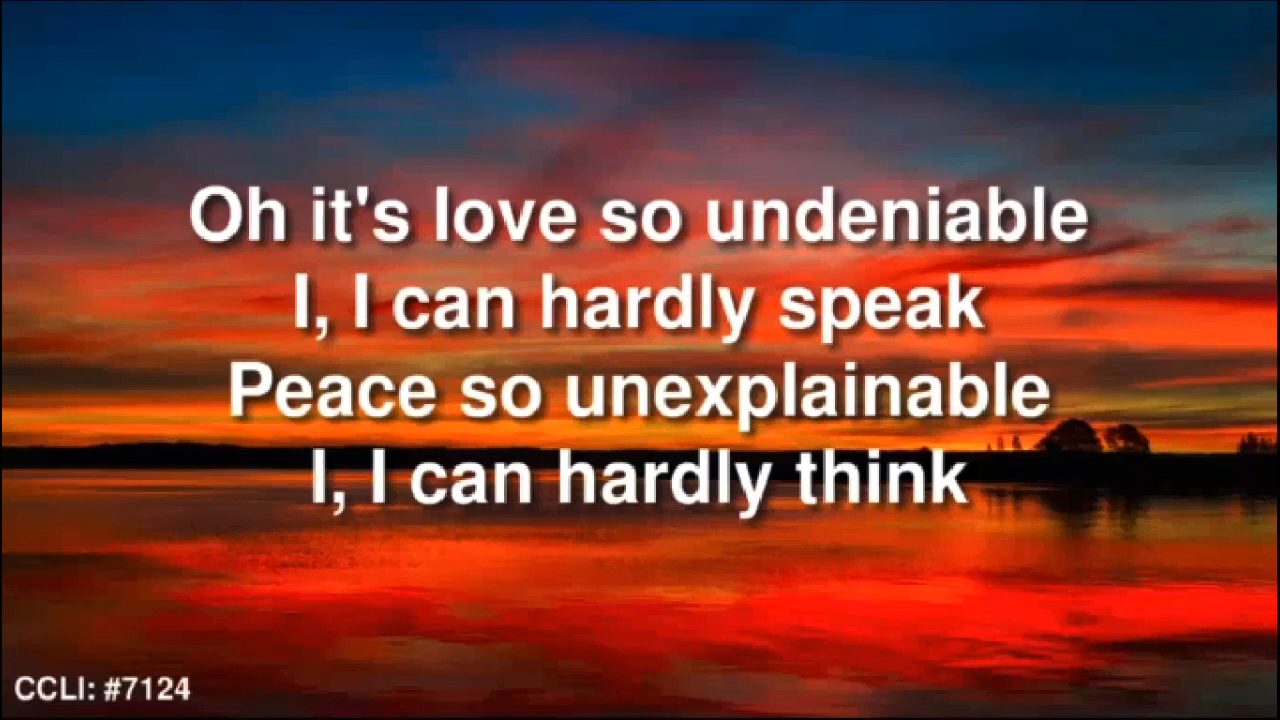 Oh it's love so undeniable
I, I can hardly speak
Peace so unexplainable
I, I can hardly think
CCLI: #7124